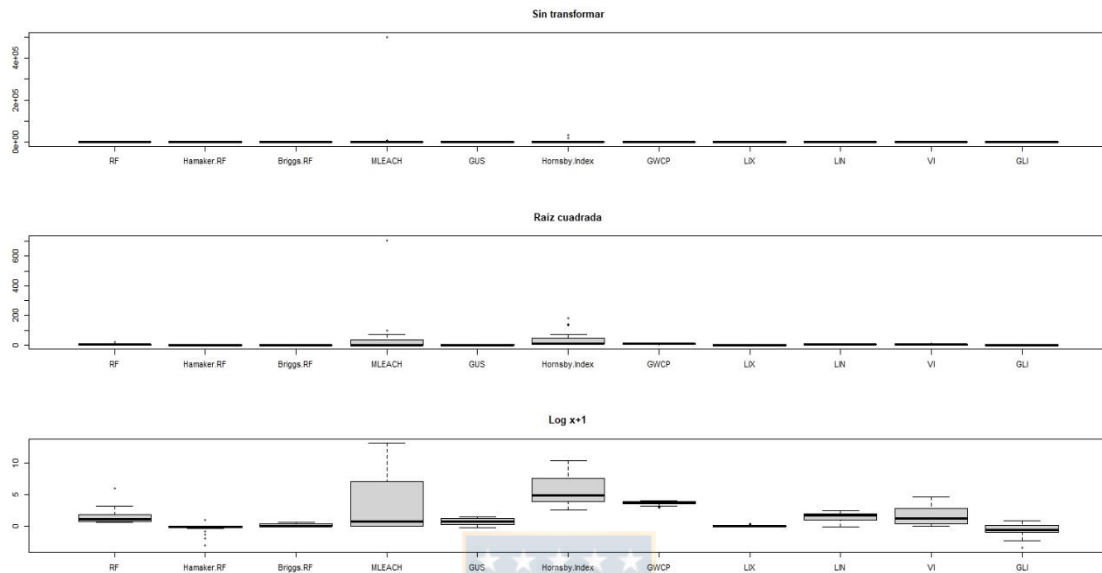 Sin transformar
4e+05
2e+05
0e+00
RF Hamaker.RF Briggs.RF MLEACH GUS Hornsby.Index GWCP LIX LIN VI GLI
Raíz cuadrada
600
400
200
0
RF Hamaker.RF Briggs.RF MLEACH GUS Hornsby.Index GWCP LIX LIN VI GLI
Log x+1
10
5
0
RF Hamaker.RF Briggs.RF MLEACH GUS Hornsby.Index GWCP LIX LIN VI GLI